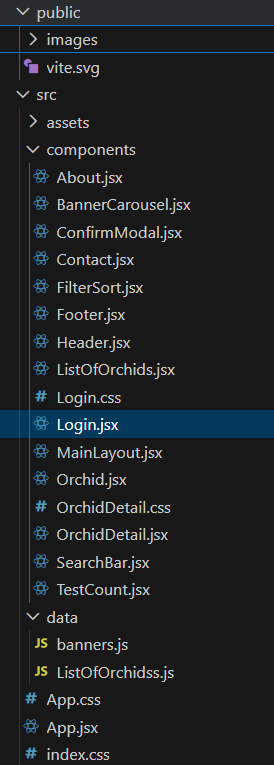 public
images
vite.svg
src
assets
components
About.jsx
BannerCarousel.jsx
ConfirmModal.jsx
Contact.jsx
FilterSort.jsx
Footer.jsx
Header.jsx
ListOfOrchids.jsx
# Login.css
Login.jsx
MainLayout.jsx
Orchid.jsx
# OrchidDetail.css
OrchidDetail.jsx
SearchBar.jsx
TestCount.jsx
data
JS banners.js
JS ListOfOrchidss.js
# App.css
App.jsx
# index.css